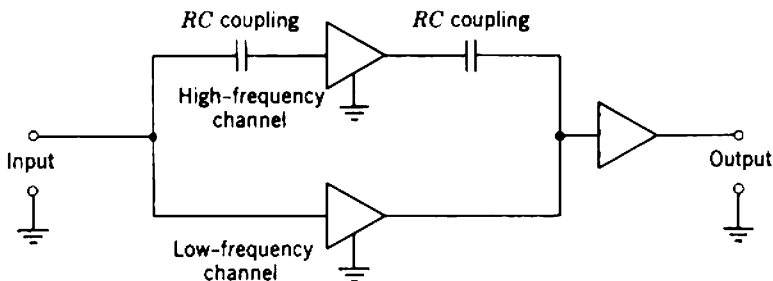 RC coupling
RC coupling
High-frequency
channel
Input
Output
Low-frequency
channel